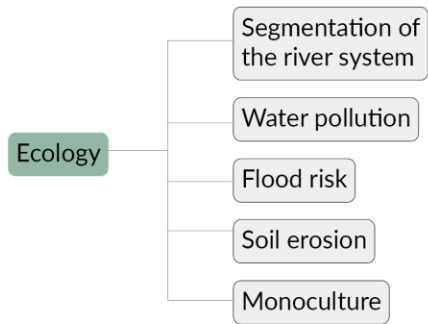 Ecology
Segmentation of
the river system
Water pollution
Flood risk
Soil erosion
Monoculture